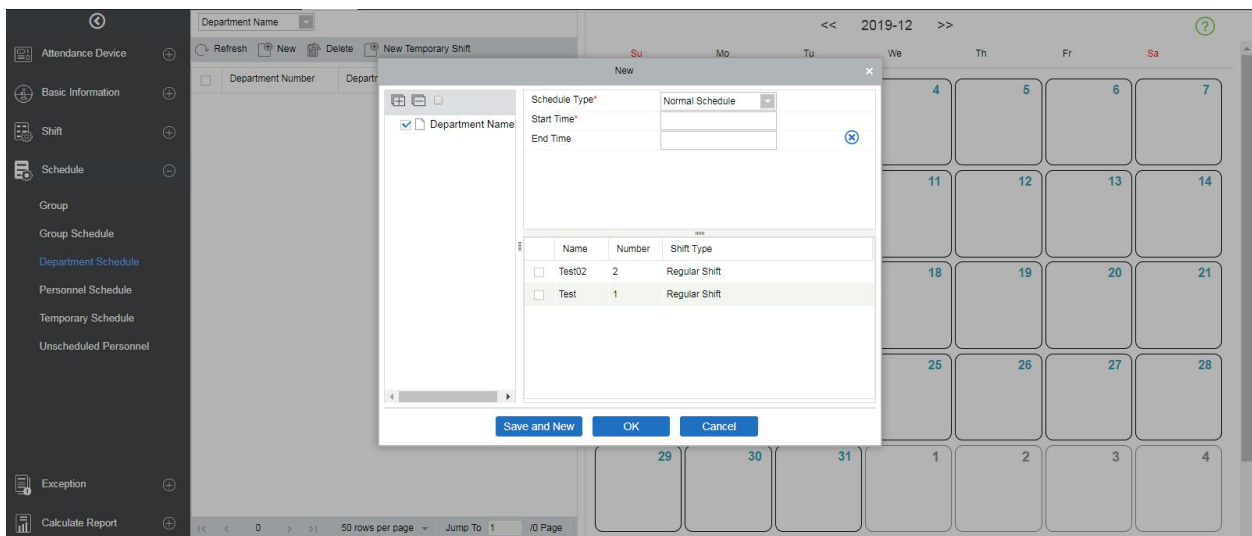 Department Name
<< 2019-12 >>
?
Attendance Device
Basic Information
Shift
Schedule
Group
Group Schedule
Department Schedule
Personnel Schedule
Temporary Schedule
Unscheduled Personnel
Exception
Calculate Report
Refresh New Delete New Temporary Shift
Department Number Departr
New ×
Department Name
Schedule Type* Normal Schedule
Start Time*
End Time
Name Number Shift Type
Test02 2 Regular Shift
Test 1 Regular Shift
Save and New OK Cancel
|< < 0 > >| 50 rows per page Jump To 1 /0 Page
Su Mo Tu We Th Fr Sa
4 5 6 7
11 12 13 14
18 19 20 21
25 26 27 28
29 30 31 1 2 3 4